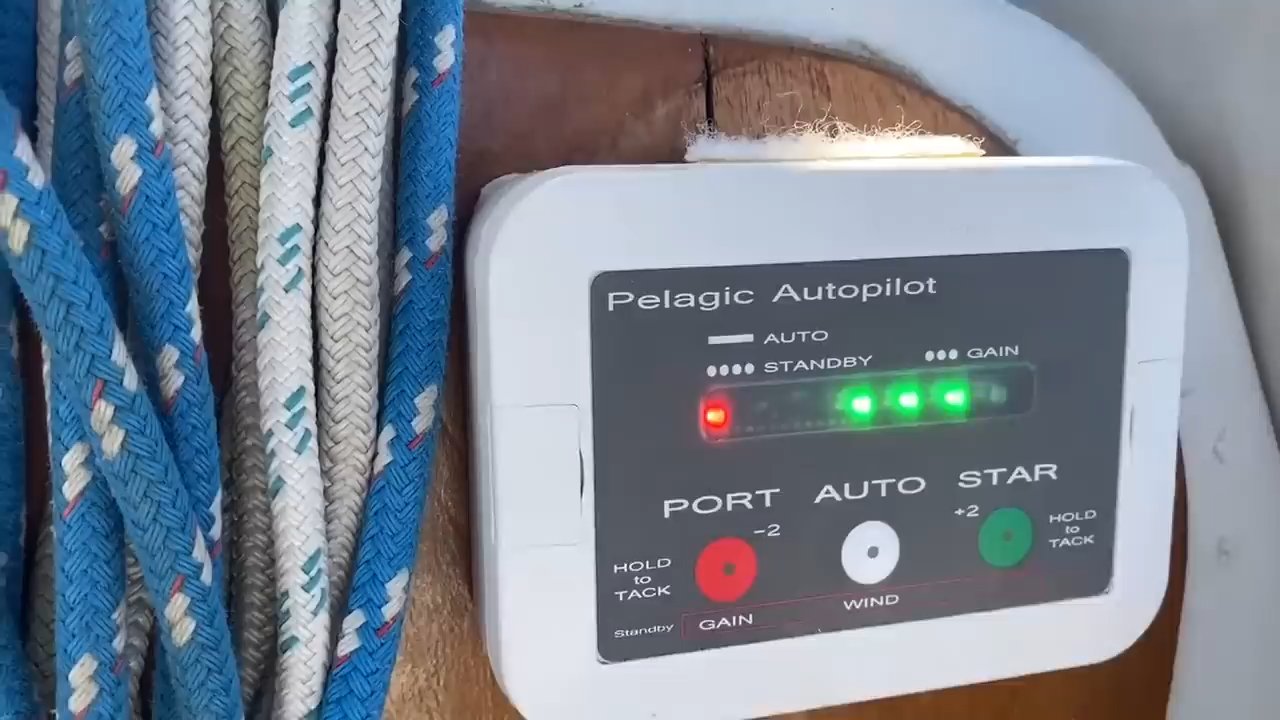 Pelagic Autopilot
AUTO
STANDBY
GAIN
PORT AUTO STAR
-2
+2
HOLD
to
TACK
HOLD
to
TACK
Standby GAIN WIND